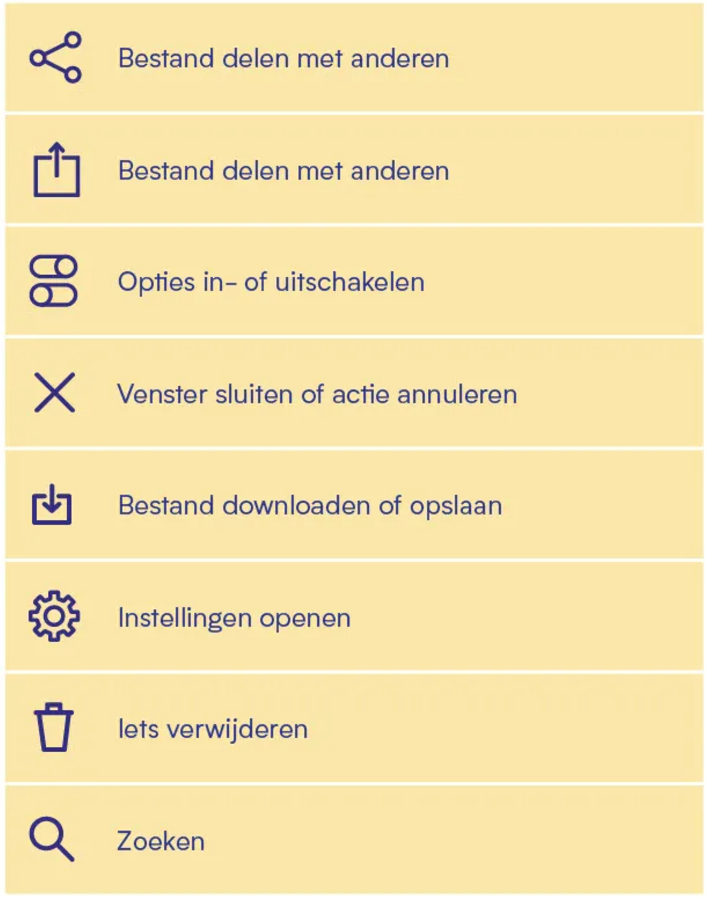 Bestand delen met anderen
Bestand delen met anderen
Opties in- of uitschakelen
Venster sluiten of actie annuleren
Bestand downloaden of opslaan
Instellingen openen
Iets verwijderen
Zoeken